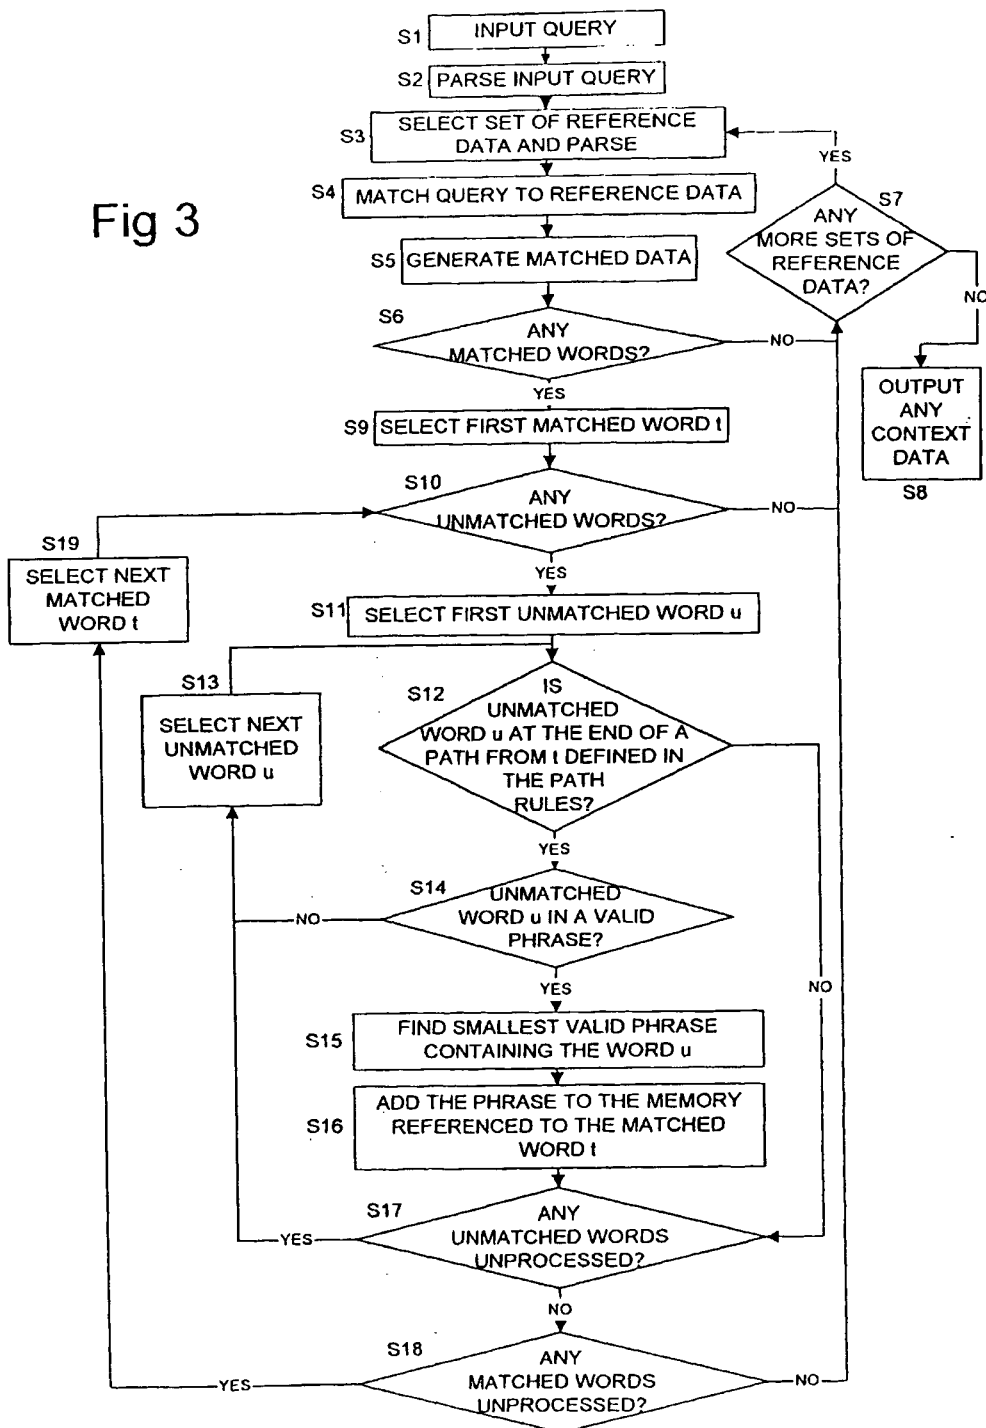 Fig 3
S1
INPUT QUERY
S2
PARSE INPUT QUERY
S3
SELECT SET OF REFERENCE
DATA AND PARSE
S4
MATCH QUERY TO REFERENCE DATA
S5
GENERATE MATCHED DATA
S6
ANY
MATCHED WORDS?
NO
YES
S7
ANY
MORE SETS OF
REFERENCE
DATA?
YES
NO
OUTPUT
ANY
CONTEXT
DATA
S8
S9
SELECT FIRST MATCHED WORD t
S10
ANY
UNMATCHED WORDS?
NO
YES
S19
SELECT NEXT
MATCHED
WORD t
S11
SELECT FIRST UNMATCHED WORD u
S13
SELECT NEXT
UNMATCHED
WORD u
S12
IS
UNMATCHED
WORD u AT THE END OF A
PATH FROM t DEFINED IN
THE PATH
RULES?
YES
NO
S14
UNMATCHED
WORD u IN A VALID
PHRASE?
NO
YES
S15
FIND SMALLEST VALID PHRASE
CONTAINING THE WORD u
S16
ADD THE PHRASE TO THE MEMORY
REFERENCED TO THE MATCHED
WORD t
S17
ANY
UNMATCHED WORDS
UNPROCESSED?
YES
NO
S18
ANY
MATCHED WORDS
UNPROCESSED?
YES
NO